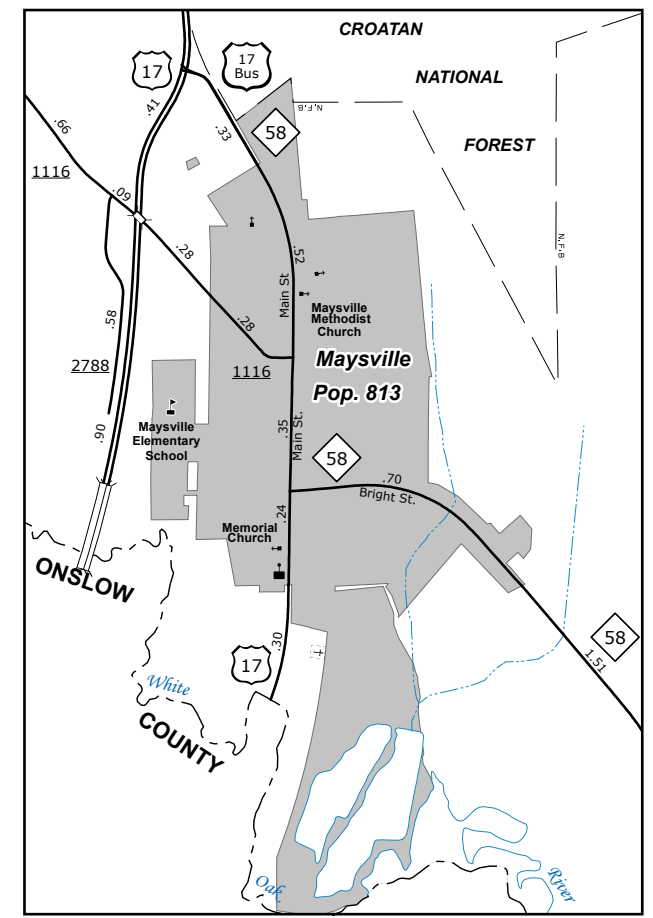 CROATAN
NATIONAL
FOREST
17
17
Bus
58
N.F.B
N.F.B
.41
.33
.66
1116
.09
.28
.52
Main St
.28
Maysville
Methodist
Church
1116
Maysville
Pop. 813
.58
2788
Maysville
Elementary
School
.90
.35
Main St.
58
.70
Bright St.
.24
Memorial
Church
ONSLOW
.30
17
58
1.51
White
COUNTY
Oak
River